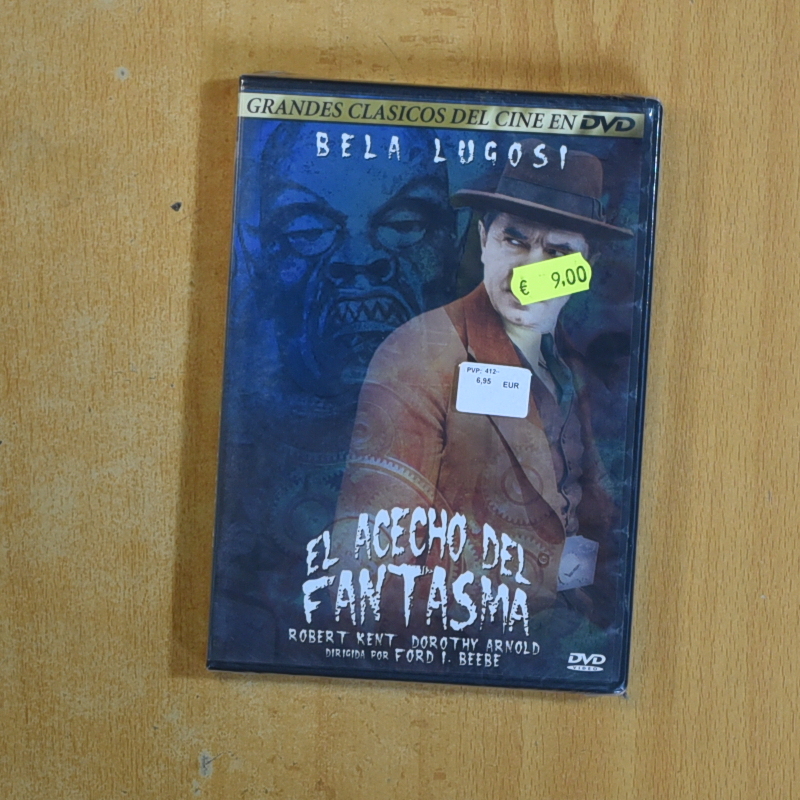 GRANDES CLASICOS DEL CINE EN DVD
BELA LUGOSI
€ 9,00
PVP: 412-
6,95 EUR
EL ACECHO DEL
FANTASMA
ROBERT KENT DOROTHY ARNOLD
DIRIGIDA POR FORD I. BEEBE
DVD
VIDEO